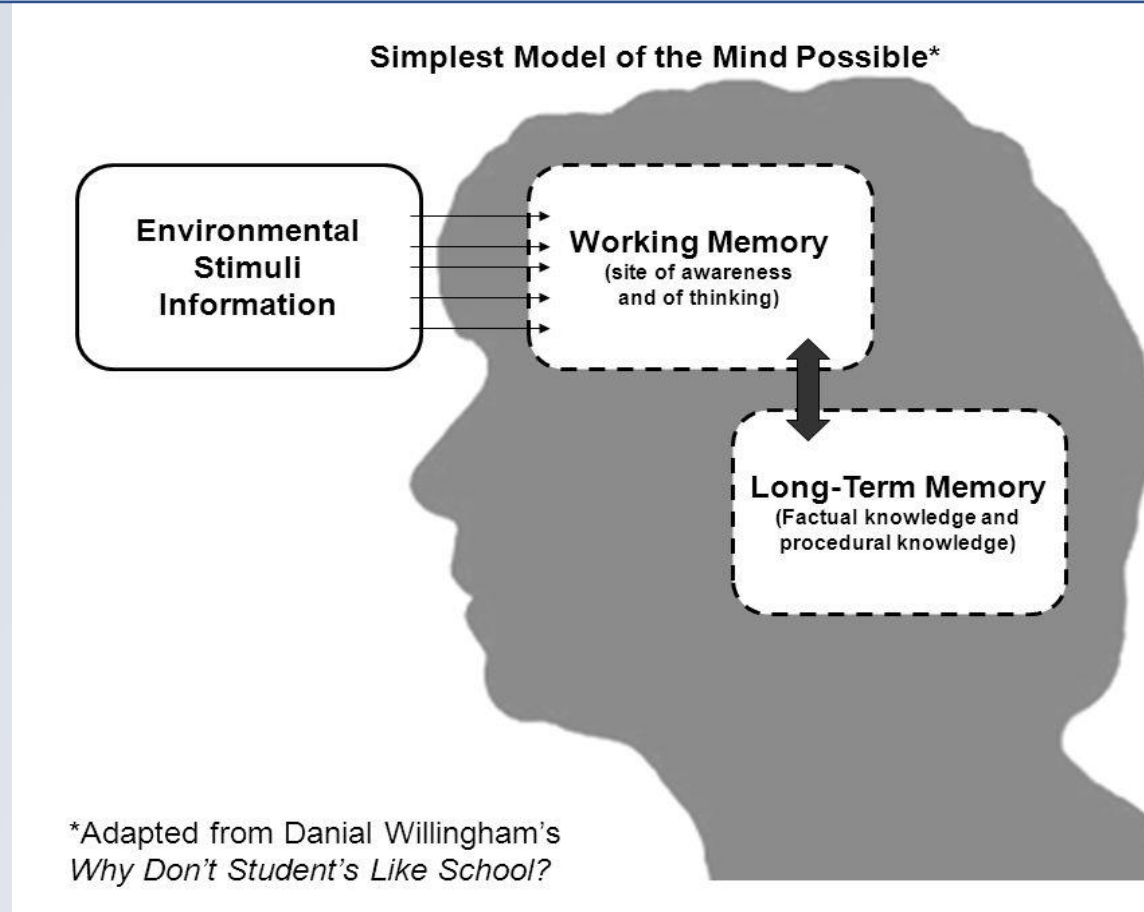 Simplest Model of the Mind Possible*
Environmental
Stimuli
Information
Working Memory
(site of awareness
and of thinking)
Long-Term Memory
(Factual knowledge and
procedural knowledge)
*Adapted from Danial Willingham's
Why Don't Student's Like School?